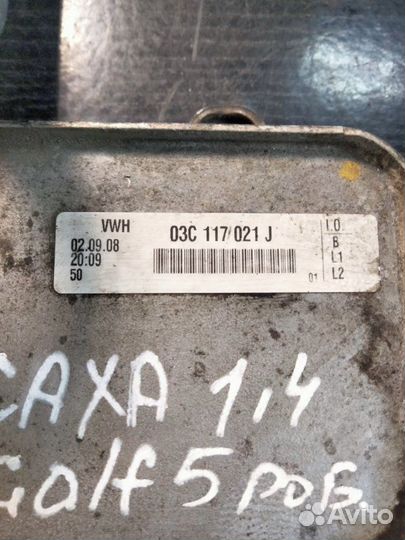 VWH 03C 117 021 J I.0
02.09.08 B
20:09 L1
50 01 L2
CAXA 1,4
Golf 5 роб
Avito